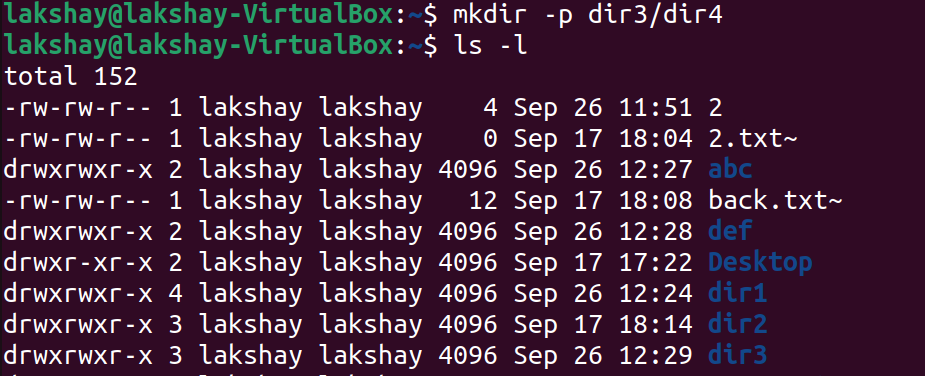 lakshay@lakshay-VirtualBox:~$ mkdir -p dir3/dir4
lakshay@lakshay-VirtualBox:~$ ls -l
total 152
-rw-rw-r-- 1 lakshay lakshay    4 Sep 26 11:51 2
-rw-rw-r-- 1 lakshay lakshay    0 Sep 17 18:04 2.txt~
drwxrwxr-x 2 lakshay lakshay 4096 Sep 26 12:27 abc
-rw-rw-r-- 1 lakshay lakshay   12 Sep 17 18:08 back.txt~
drwxrwxr-x 2 lakshay lakshay 4096 Sep 26 12:28 def
drwxr-xr-x 2 lakshay lakshay 4096 Sep 17 17:22 Desktop
drwxrwxr-x 4 lakshay lakshay 4096 Sep 26 12:24 dir1
drwxrwxr-x 3 lakshay lakshay 4096 Sep 17 18:14 dir2
drwxrwxr-x 3 lakshay lakshay 4096 Sep 26 12:29 dir3